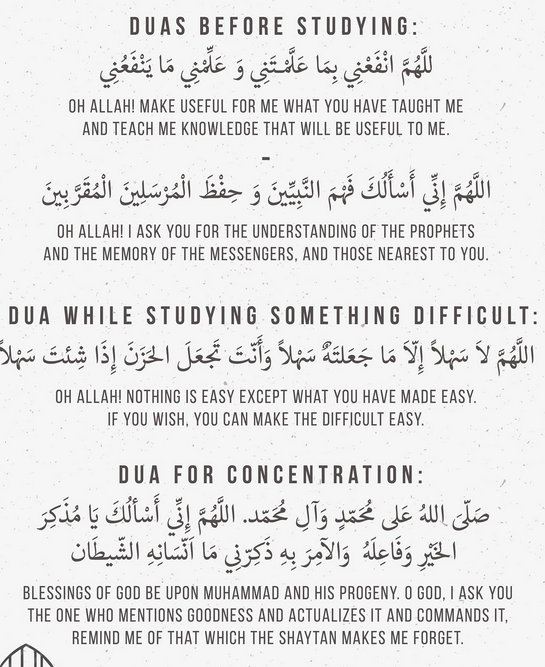 DUAS BEFORE STUDYING:
للَّهُمَّ انْفَعْنِي بِمَا عَلَّمْـتَنِي وَ عَلِّمْنِي مَا يَنْفَعُنِي
OH ALLAH! MAKE USEFUL FOR ME WHAT YOU HAVE TAUGHT ME
AND TEACH ME KNOWLEDGE THAT WILL BE USEFUL TO ME.
-
اللَّهُمَّ إِنِّي أَسْأَلُكَ فَهْمَ النَّبِيِّينَ وَ حِفْظَ الْمُرْسَلِينَ الْمُقَرَّبِينَ
OH ALLAH! I ASK YOU FOR THE UNDERSTANDING OF THE PROPHETS
AND THE MEMORY OF THE MESSENGERS, AND THOSE NEAREST TO YOU.
DUA WHILE STUDYING SOMETHING DIFFICULT:
اللَّهُمَّ لاَ سَهْلاً إِلّاَ مَا جَعَلتَهُ سَهْلاً وَأَنّتَ تَجْعَلَ الحَزَنَ إِذَا شِئتَ سَهْلاً
OH ALLAH! NOTHING IS EASY EXCEPT WHAT YOU HAVE MADE EASY.
IF YOU WISH, YOU CAN MAKE THE DIFFICULT EASY.
DUA FOR CONCENTRATION:
صَلّىَ اللهُ عَلى مُحَمّدٍ وَآلِ مُحَمّد. اللَّهُمَّ إِنِّي أَسْألُكَ يَا مُذَكِرَ
الخَيْرِ وَفَاعِلَهُ وَالآمِرَ بِهِ ذَكِرّنِي مَا اَنّسَانِهِ الشّيطَان
BLESSINGS OF GOD BE UPON MUHAMMAD AND HIS PROGENY. O GOD, I ASK YOU
THE ONE WHO MENTIONS GOODNESS AND ACTUALIZES IT AND COMMANDS IT,
REMIND ME OF THAT WHICH THE SHAYTAN MAKES ME FORGET.